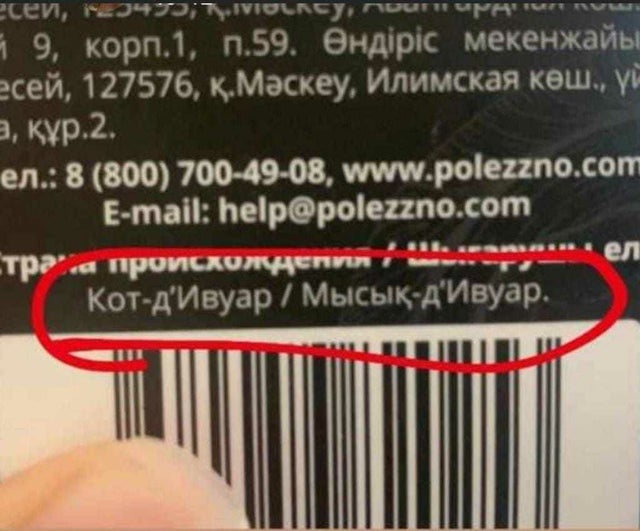 9, корп.1, п.59. Өндіріс мекенжайы
есей, 127576, қ.Мәскеу, Илимская көш., үй
, құр.2.
ел.: 8 (800) 700-49-08, www.polezzno.com
E-mail: help@polezzno.com
происхождения / Шығарушы ел
Кот-д'Ивуар / Мысық-д'Ивуар.